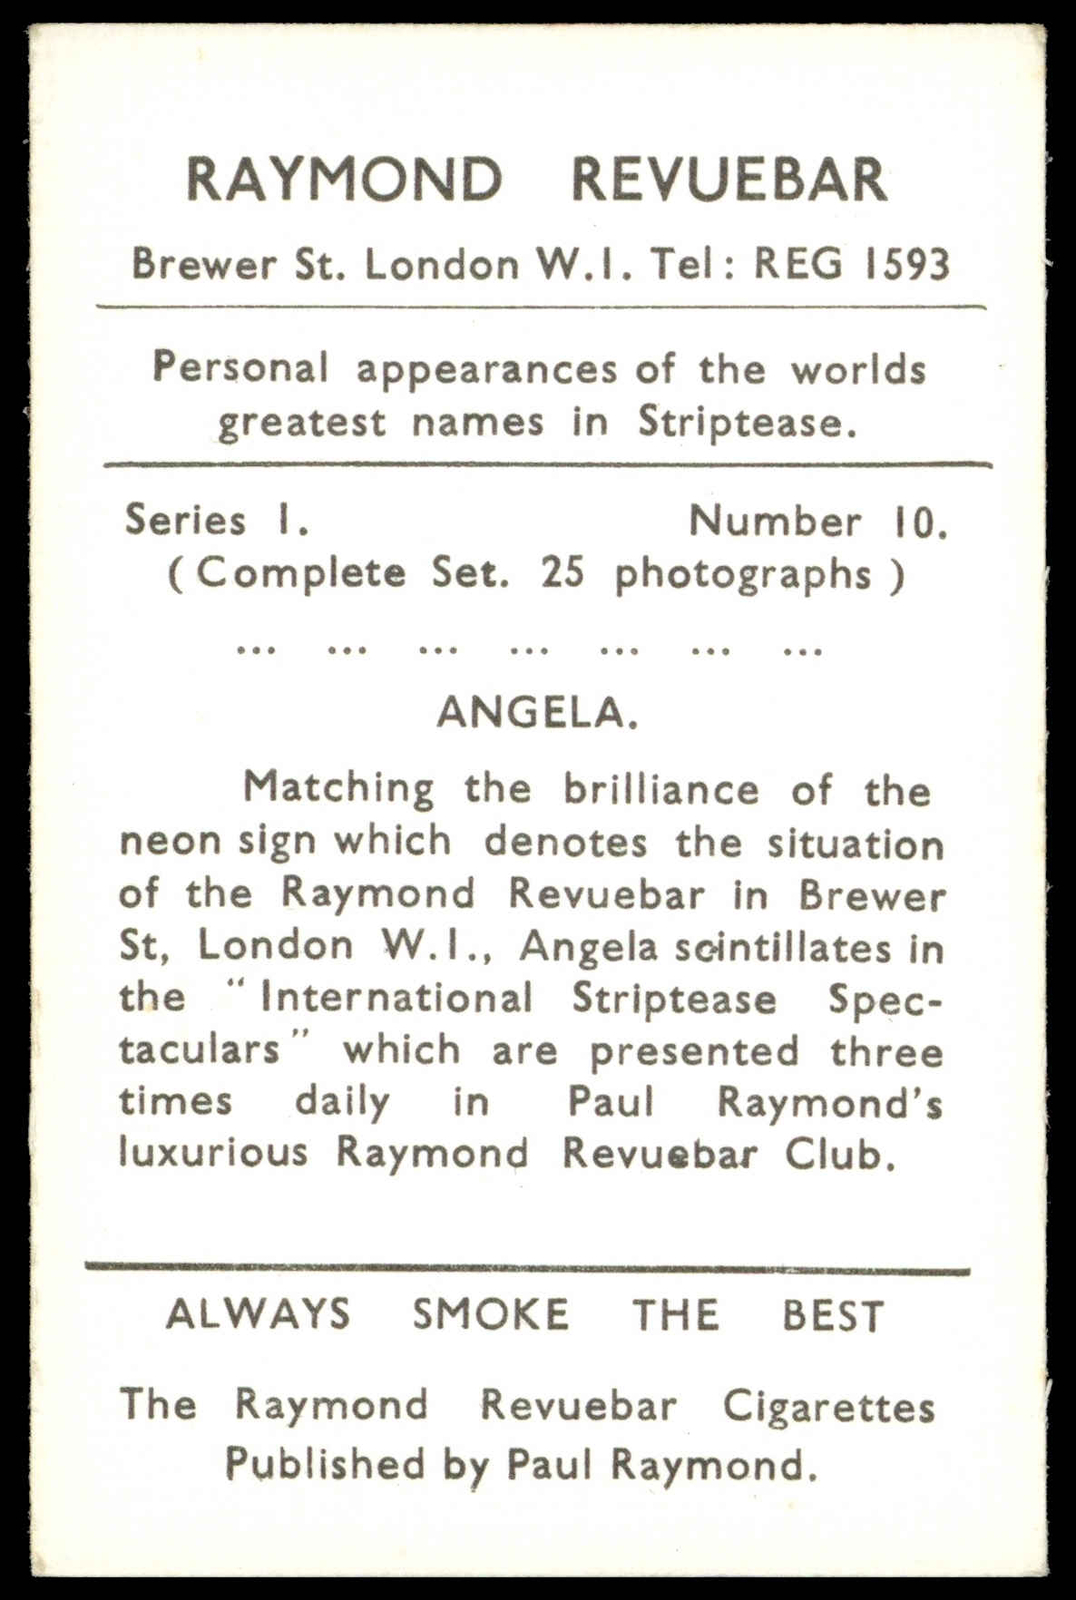 RAYMOND REVUEBAR
Brewer St. London W.1. Tel: REG 1593
Personal appearances of the worlds
greatest names in Striptease.
Series 1. Number 10.
(Complete Set. 25 photographs)
... ... ... ... ... ... ...
ANGELA.
Matching the brilliance of the
neon sign which denotes the situation
of the Raymond Revuebar in Brewer
St, London W.1., Angela scintillates in
the "International Striptease Spec-
taculars" which are presented three
times daily in Paul Raymond's
luxurious Raymond Revuebar Club.
ALWAYS SMOKE THE BEST
The Raymond Revuebar Cigarettes
Published by Paul Raymond.